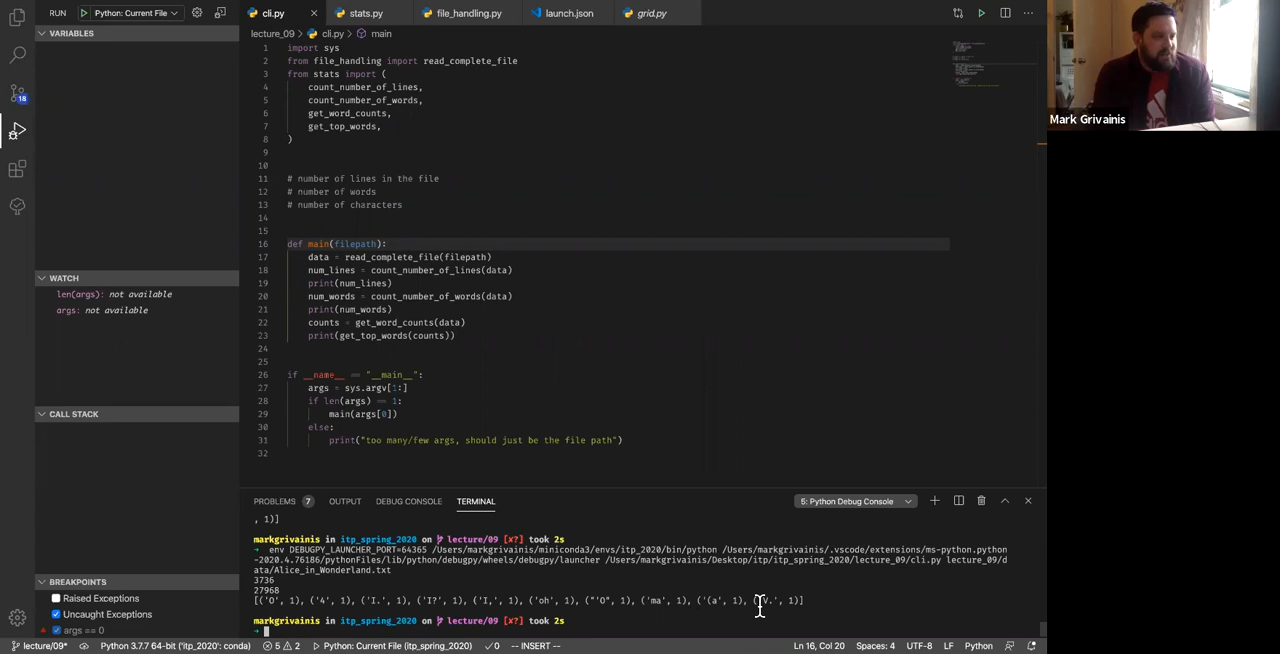 RUN Python: Current File
cli.py stats.py file_handling.py launch.json grid.py
lecture_09 > cli.py > main
VARIABLES
1 import sys
2 from file_handling import read_complete_file
3 from stats import (
4 count_number_of_lines,
5 count_number_of_words,
6 get_word_counts,
7 get_top_words,
8 )
9
10
11 # number of lines in the file
12 # number of words
13 # number of characters
14
15
16 def main(filepath):
17 data = read_complete_file(filepath)
18 num_lines = count_number_of_lines(data)
19 print(num_lines)
20 num_words = count_number_of_words(data)
21 print(num_words)
22 counts = get_word_counts(data)
23 print(get_top_words(counts))
24
25
26 if __name__ == "__main__":
27 args = sys.argv[1:]
28 if len(args) == 1:
29 main(args[0])
30 else:
31 print("too many/few args, should just be the file path")
32
WATCH
len(args): not available
args: not available
CALL STACK
BREAKPOINTS
Raised Exceptions
Uncaught Exceptions
args == 0
18
PROBLEMS 7 OUTPUT DEBUG CONSOLE TERMINAL 5: Python Debug Console
, 1)]
markgrivainis in itp_spring_2020 on lecture/09 [x?] took 2s
→ env DEBUGPY_LAUNCHER_PORT=64365 /Users/markgrivainis/miniconda3/envs/itp_2020/bin/python /Users/markgrivainis/.vscode/extensions/ms-python.python
-2020.4.76186/pythonFiles/lib/python/debugpy/wheels/debugpy/launcher /Users/markgrivainis/Desktop/itp/itp_spring_2020/lecture_09/cli.py lecture_09/d
ata/Alice_in_Wonderland.txt
3736
27968
[('O', 1), ('4', 1), ('I.', 1), ('I?', 1), ('I,', 1), ('oh', 1), ("'O", 1), ('ma', 1), ('(a', 1), ('V.', 1)]
markgrivainis in itp_spring_2020 on lecture/09 [x?] took 2s
→
lecture/09* Python 3.7.7 64-bit ('itp_2020': conda) 5 2 Python: Current File (itp_spring_2020) 0 -- INSERT -- Ln 16, Col 20 Spaces: 4 UTF-8 LF Python
Mark Grivainis